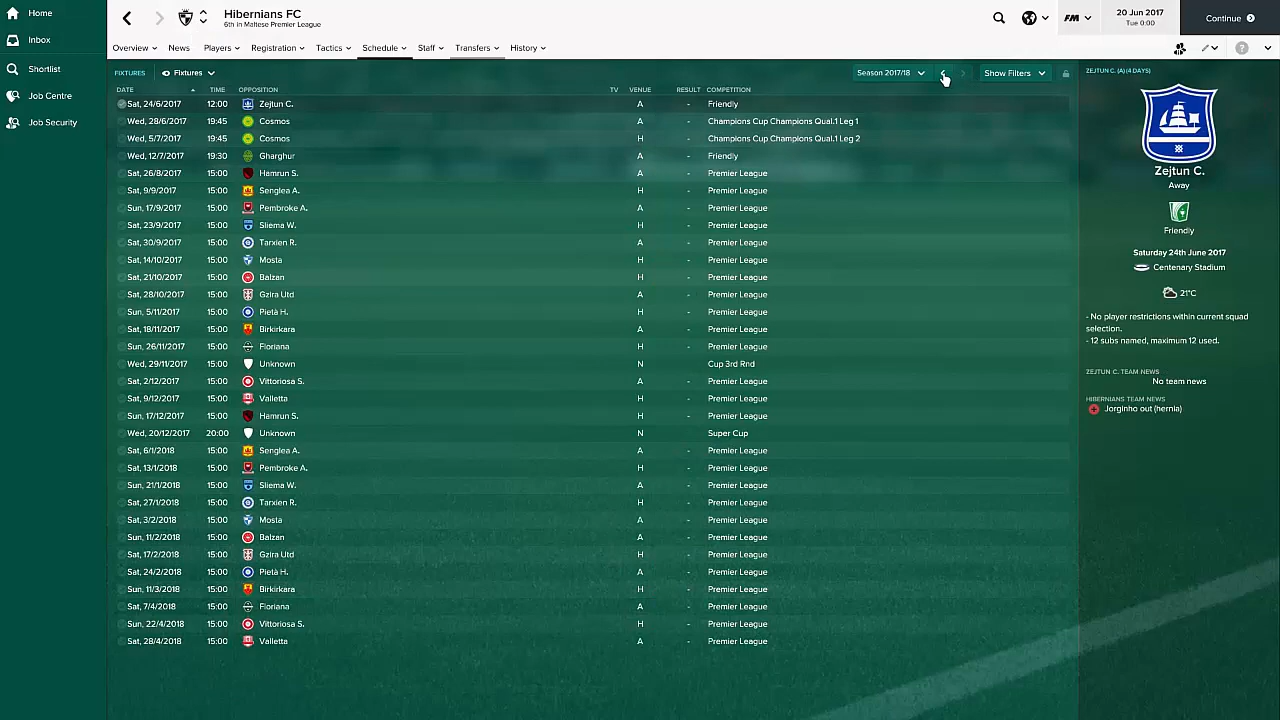 Home
Inbox
Shortlist
Job Centre
Job Security
Hibernians FC
6th in Maltese Premier League
FM
20 Jun 2017
Tue 0:00
Continue
Overview News Players Registration Tactics Schedule Staff Transfers History
FIXTURES Fixtures Season 2017/18 Show Filters
DATE TIME OPPOSITION TV VENUE RESULT COMPETITION
Sat, 24/6/2017 12:00 Zejtun C. A - Friendly
Wed, 28/6/2017 19:45 Cosmos A - Champions Cup Champions Qual.1 Leg 1
Wed, 5/7/2017 19:45 Cosmos H - Champions Cup Champions Qual.1 Leg 2
Wed, 12/7/2017 19:30 Gharghur A - Friendly
Sat, 26/8/2017 15:00 Hamrun S. A - Premier League
Sat, 9/9/2017 15:00 Senglea A. H - Premier League
Sun, 17/9/2017 15:00 Pembroke A. A - Premier League
Sat, 23/9/2017 15:00 Sliema W. H - Premier League
Sat, 30/9/2017 15:00 Tarxien R. A - Premier League
Sat, 14/10/2017 15:00 Mosta H - Premier League
Sat, 21/10/2017 15:00 Balzan H - Premier League
Sat, 28/10/2017 15:00 Gzira Utd A - Premier League
Sun, 5/11/2017 15:00 Pietà H. H - Premier League
Sat, 18/11/2017 15:00 Birkirkara A - Premier League
Sun, 26/11/2017 15:00 Floriana H - Premier League
Wed, 29/11/2017 15:00 Unknown N - Cup 3rd Rnd
Sat, 2/12/2017 15:00 Vittoriosa S. A - Premier League
Sat, 9/12/2017 15:00 Valletta H - Premier League
Sun, 17/12/2017 15:00 Hamrun S. H - Premier League
Wed, 20/12/2017 20:00 Unknown N - Super Cup
Sat, 6/1/2018 15:00 Senglea A. A - Premier League
Sat, 13/1/2018 15:00 Pembroke A. H - Premier League
Sun, 21/1/2018 15:00 Sliema W. A - Premier League
Sat, 27/1/2018 15:00 Tarxien R. H - Premier League
Sat, 3/2/2018 15:00 Mosta A - Premier League
Sun, 11/2/2018 15:00 Balzan A - Premier League
Sat, 17/2/2018 15:00 Gzira Utd H - Premier League
Sat, 24/2/2018 15:00 Pietà H. A - Premier League
Sun, 11/3/2018 15:00 Birkirkara H - Premier League
Sat, 7/4/2018 15:00 Floriana A - Premier League
Sun, 22/4/2018 15:00 Vittoriosa S. H - Premier League
Sat, 28/4/2018 15:00 Valletta A - Premier League
ZEJTUN C. (A) (4 DAYS)
Zejtun C.
Away
Friendly
Saturday 24th June 2017
Centenary Stadium
21°C
- No player restrictions within current squad
selection.
- 12 subs named, maximum 12 used.
ZEJTUN C. TEAM NEWS
No team news
HIBERNIANS TEAM NEWS
Jorginho out (hernia)